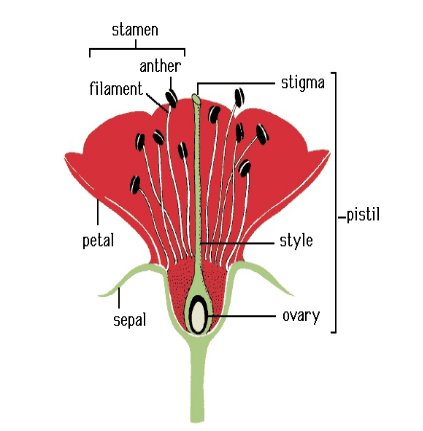 stamen
anther
filament
stigma
pistil
petal
style
sepal
ovary